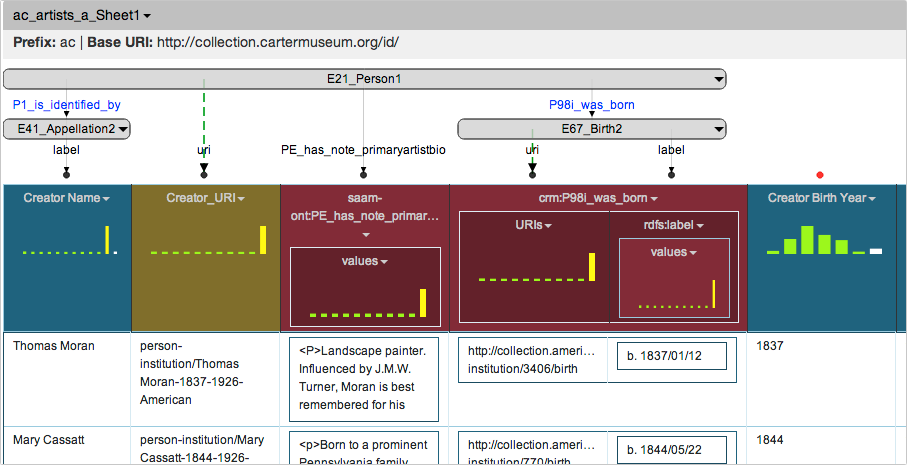 ac_artists_a_Sheet1
Prefix: ac | Base URI: http://collection.cartermuseum.org/id/
E21_Person1
P1_is_identified_by
P98i_was_born
E41_Appellation2
E67_Birth2
label
uri
PE_has_note_primaryartistbio
uri
label
Creator Name
Creator_URI
saam-
ont:PE_has_note_primar...
values
crm:P98i_was_born
URIs
rdfs:label
values
Creator Birth Year
Thomas Moran
person-
institution/Thomas
Moran-1837-1926-
American
<P>Landscape painter.
Influenced by J.M.W.
Turner, Moran is best
remembered for his
http://collection.ameri...
institution/3406/birth
b. 1837/01/12
1837
Mary Cassatt
person-
institution/Mary
Cassatt-1844-1926-
<p>Born to a prominent
Pennsylvania family,
http://collection.ameri...
institution/770/birth
b. 1844/05/22
1844